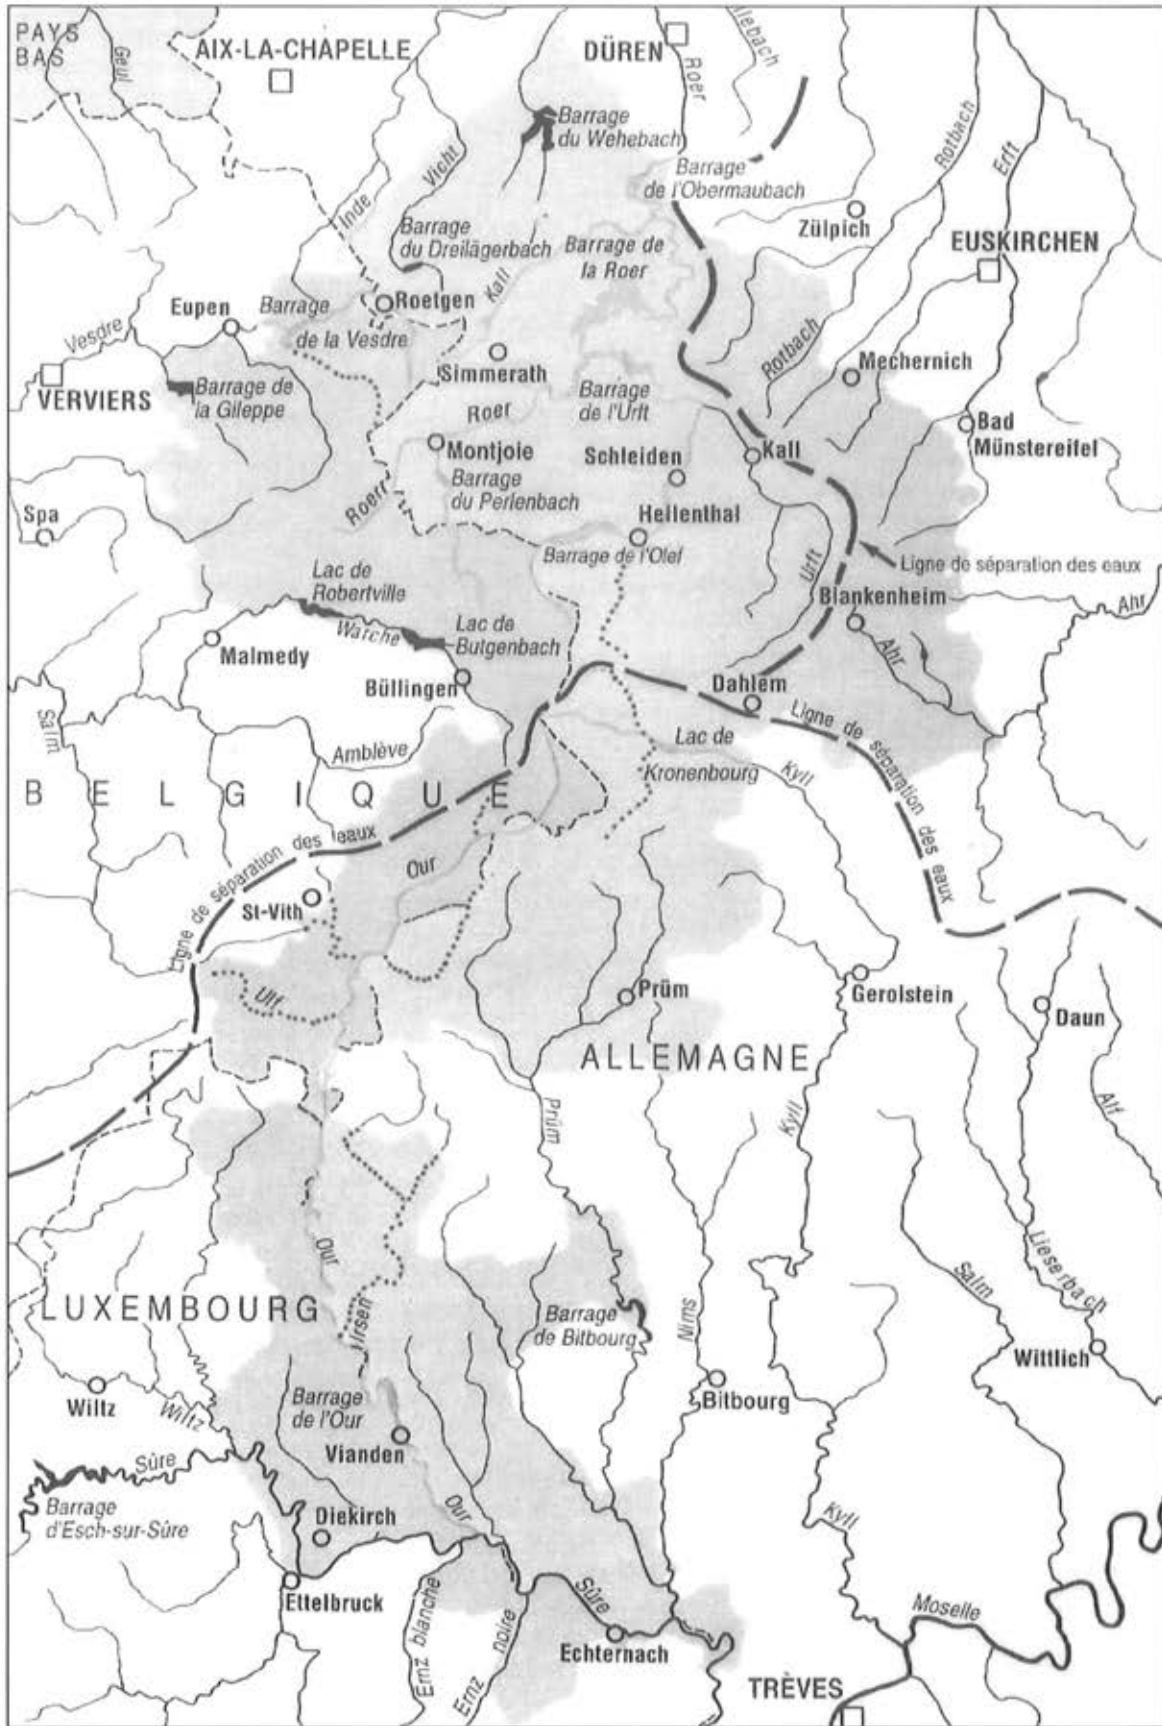 PAYS
BAS
Geul
AIX-LA-CHAPELLE
DÜREN
Roer
llebach
Barrage
du Wehebach
Rotbach
Erft
Vicht
Inde
Barrage
de l'Obermaubach
Zülpich
Barrage
du Dreilägerbach
Barrage de
la Roer
EUSKIRCHEN
Kall
Roetgen
Eupen
Barrage
de la Vesdre
Vesdre
Simmerath
Rotbach
Mechernich
VERVIERS
Barrage de
la Gileppe
Barrage
de l'Urft
Roer
Bad
Münstereifel
Montjoie
Schleiden
Kall
Barrage
du Perlenbach
Roerr
Spa
Hellenthal
Barrage de l'Olef
Ligne de séparation des eaux
Urft
Lac de
Robertville
Blankenheim
Ahr
Warche
Lac de
Butgenbach
Malmedy
Ahr
Büllingen
Dahlem
Salm
Ligne de séparation des eaux
Lac de
Kronenbourg
Amblève
Kyll
BELGIQUE
Ligne de séparation des eaux
Our
St-Vith
Ulf
Prüm
Gerolstein
Daun
ALLEMAGNE
Prüm
Kyll
Alf
Our
Lieserbach
Salm
LUXEMBOURG
Irsen
Barrage
de Bitbourg
Nims
Wittlich
Wiltz
Wiltz
Barrage
de l'Our
Bitbourg
Vianden
Sûre
Barrage
d'Esch-sur-Sûre
Diekirch
Our
Kyll
Ettelbruck
Ernz blanche
Ernz noire
Sûre
Moselle
Echternach
TRÈVES